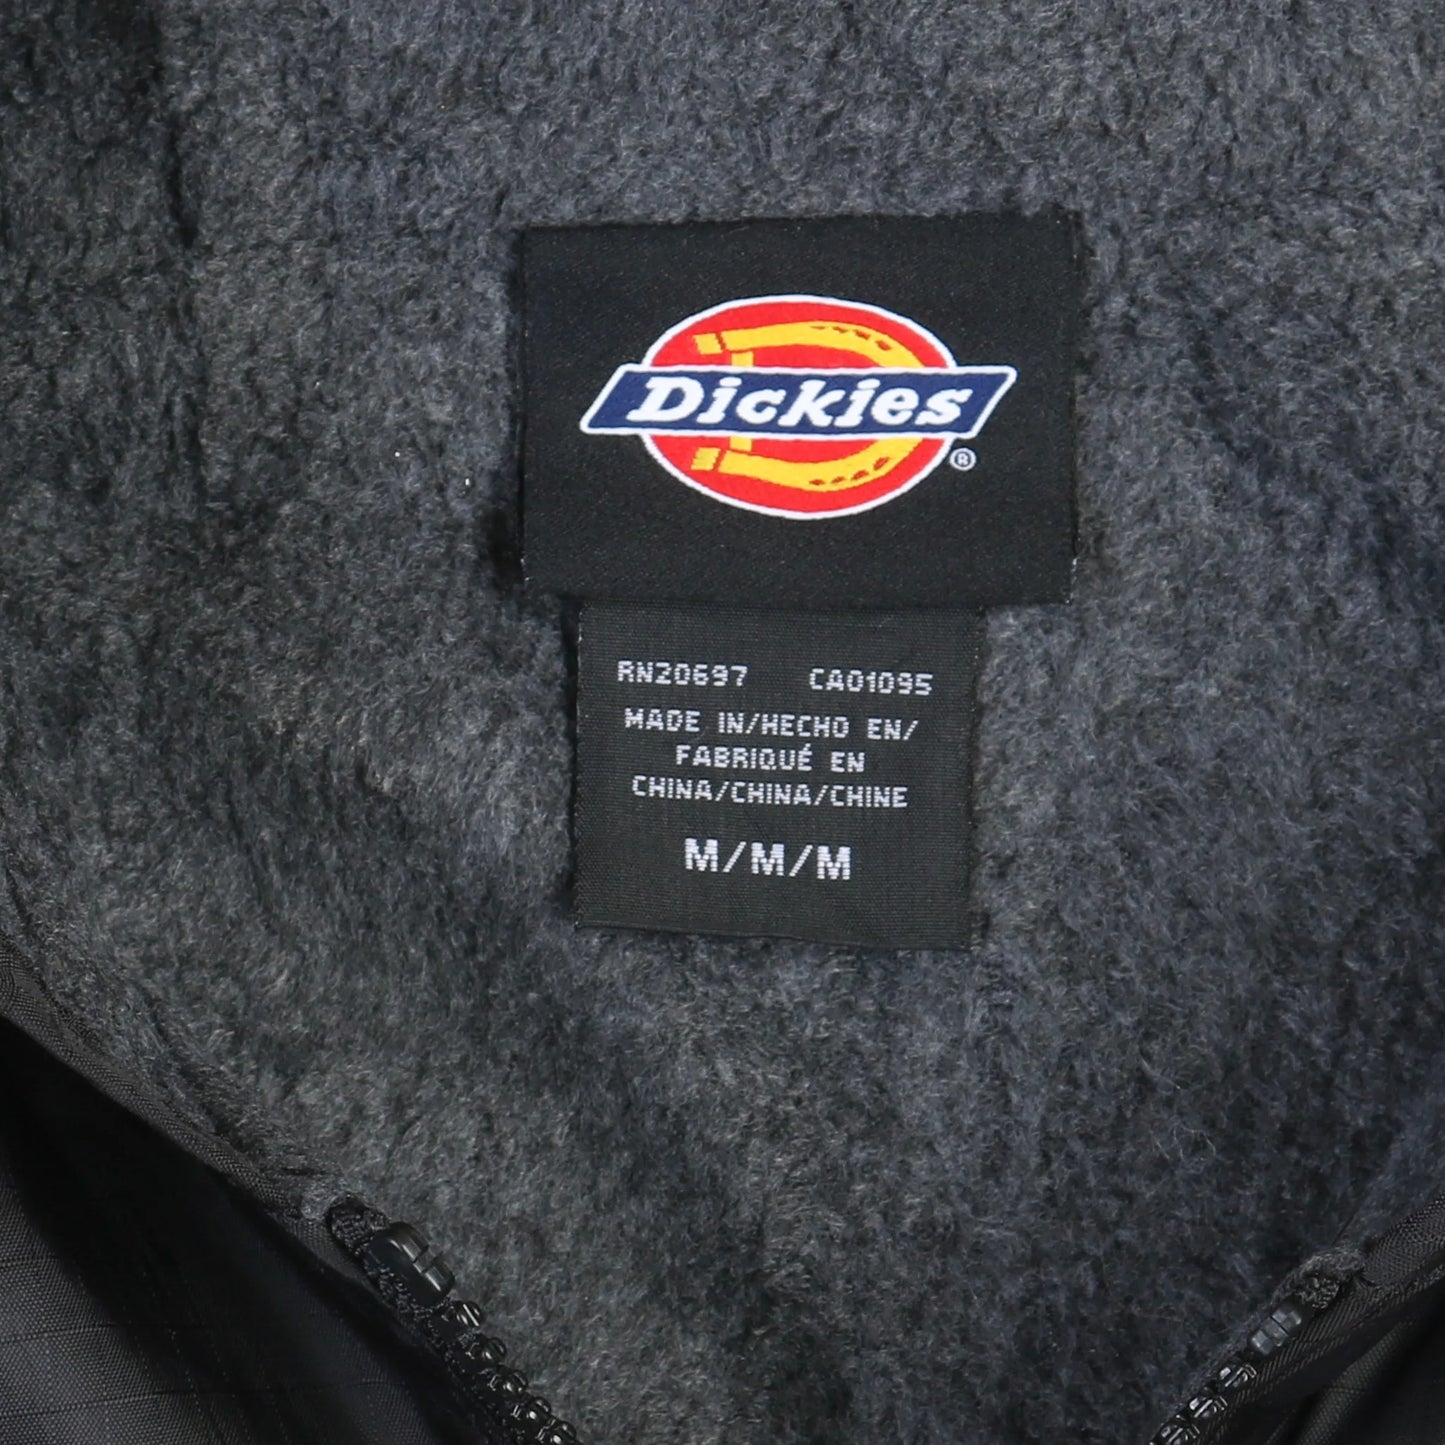 Dickies
®
RN20697 CA01095
MADE IN/HECHO EN/
FABRIQUÉ EN
CHINA/CHINA/CHINE
M/M/M